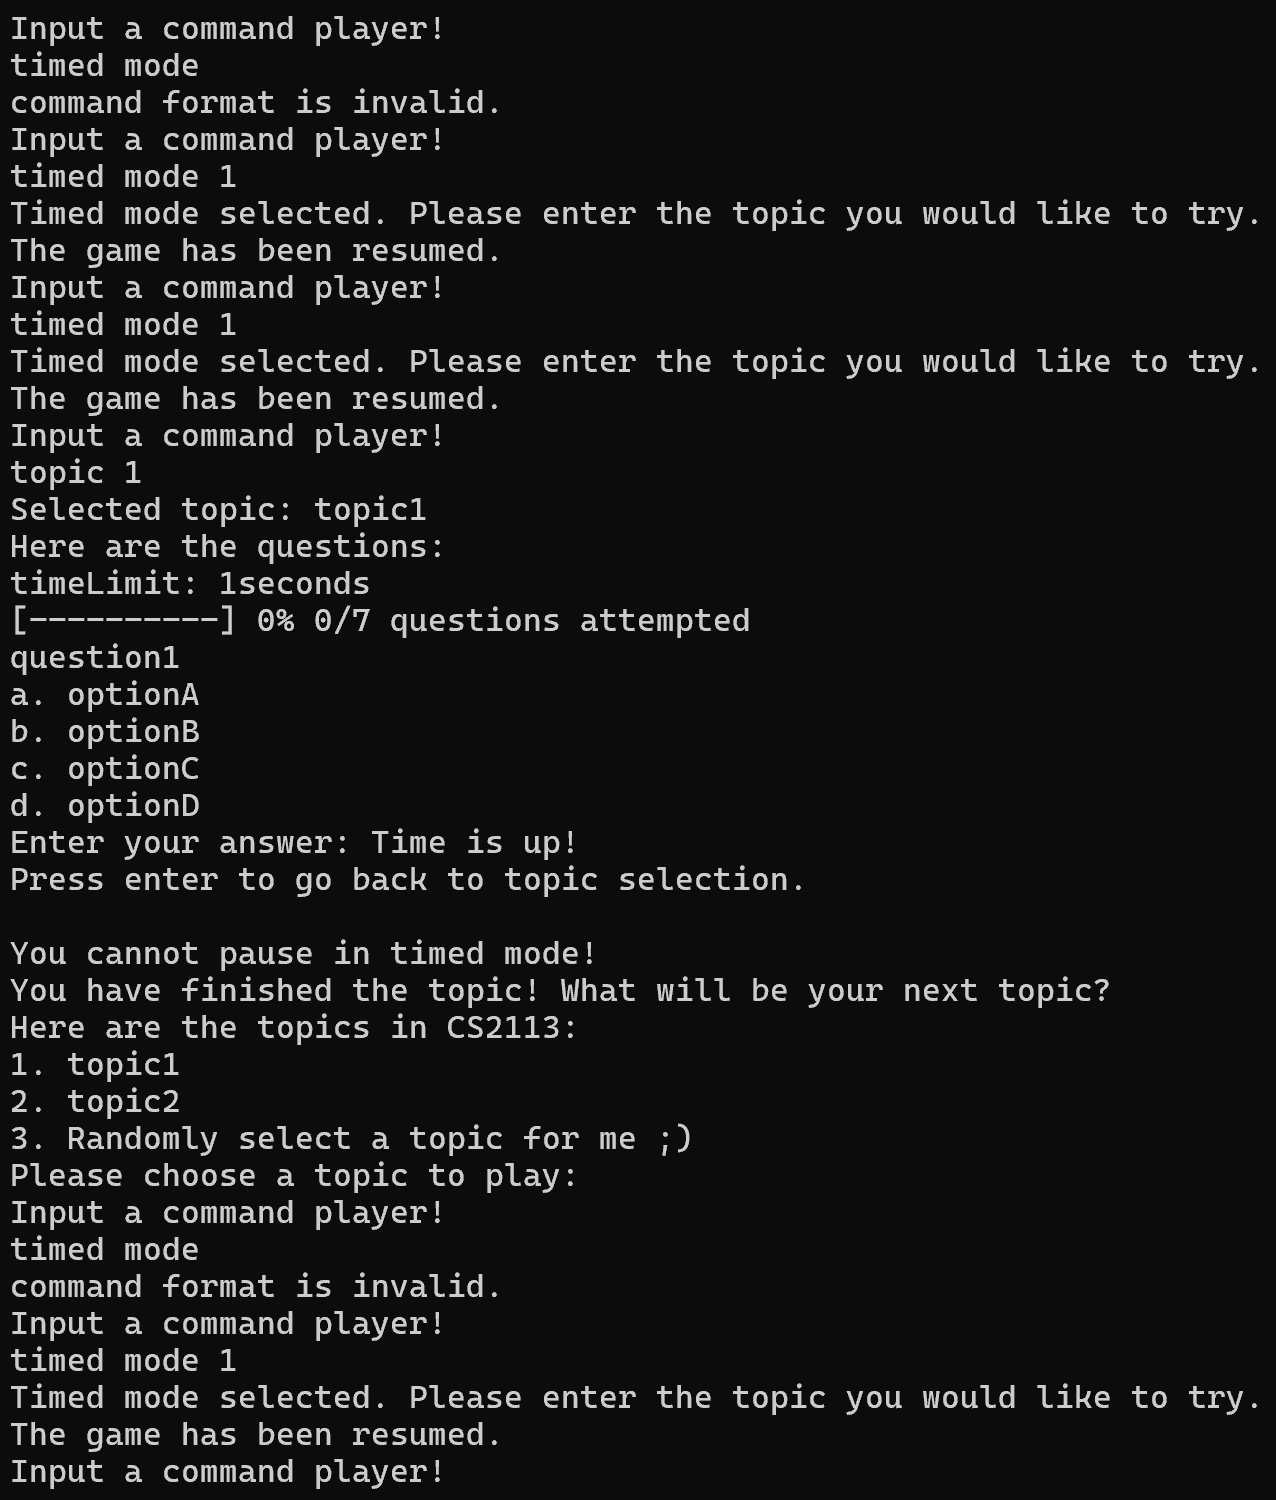 Input a command player!
timed mode
command format is invalid.
Input a command player!
timed mode 1
Timed mode selected. Please enter the topic you would like to try.
The game has been resumed.
Input a command player!
timed mode 1
Timed mode selected. Please enter the topic you would like to try.
The game has been resumed.
Input a command player!
topic 1
Selected topic: topic1
Here are the questions:
timeLimit: 1seconds
[----------] 0% 0/7 questions attempted
question1
a. optionA
b. optionB
c. optionC
d. optionD
Enter your answer: Time is up!
Press enter to go back to topic selection.

You cannot pause in timed mode!
You have finished the topic! What will be your next topic?
Here are the topics in CS2113:
1. topic1
2. topic2
3. Randomly select a topic for me ;)
Please choose a topic to play:
Input a command player!
timed mode
command format is invalid.
Input a command player!
timed mode 1
Timed mode selected. Please enter the topic you would like to try.
The game has been resumed.
Input a command player!